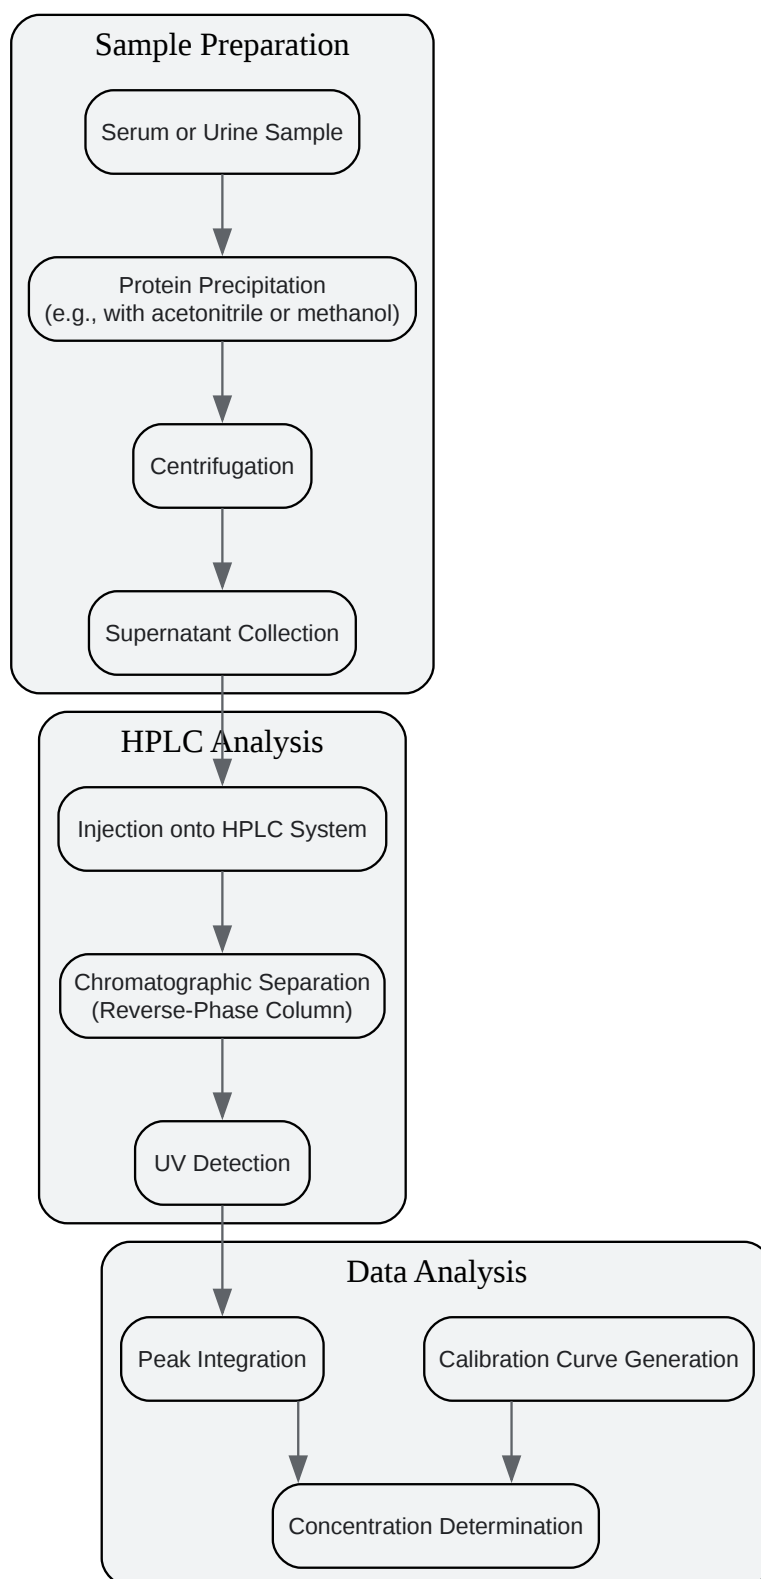 Sample Preparation
Serum or Urine Sample
Protein Precipitation
(e.g., with acetonitrile or methanol)
Centrifugation
Supernatant Collection
HPLC Analysis
Injection onto HPLC System
Chromatographic Separation
(Reverse-Phase Column)
UV Detection
Data Analysis
Peak Integration
Calibration Curve Generation
Concentration Determination